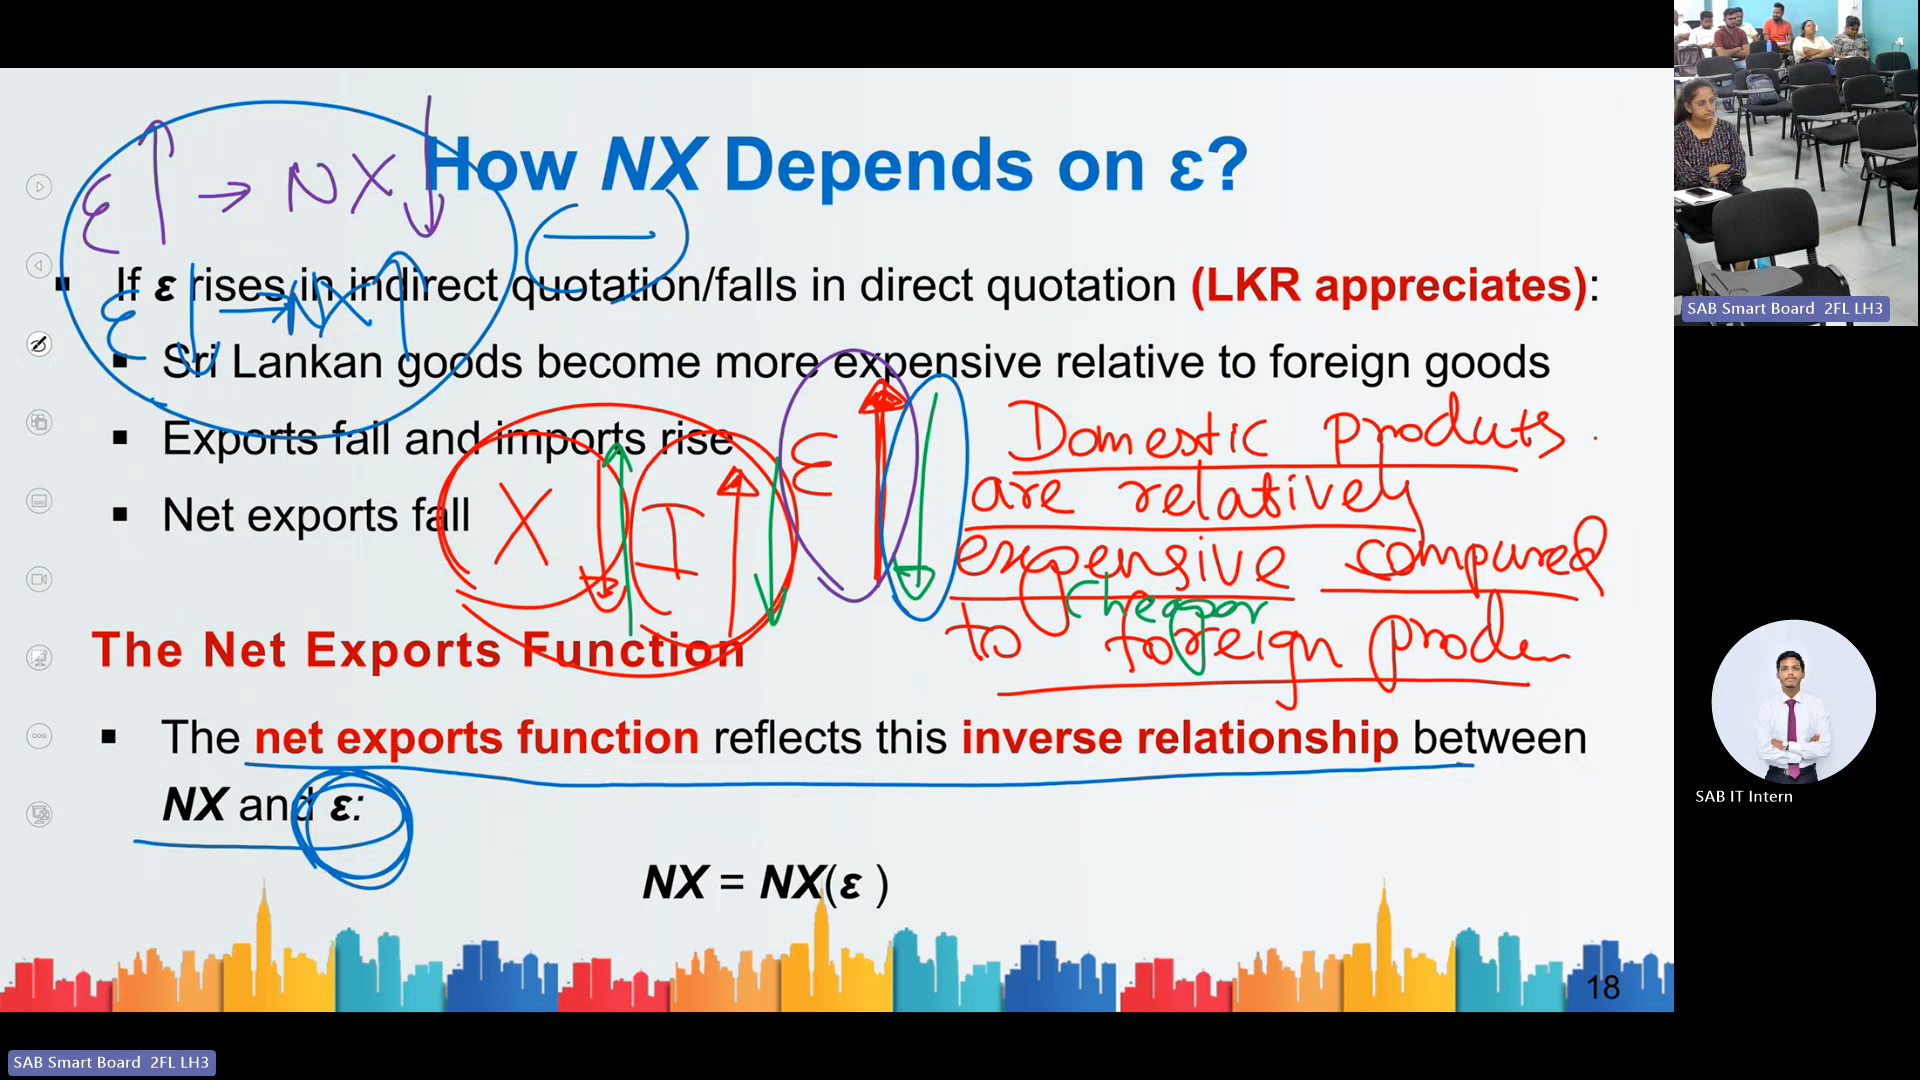 How NX Depends on ε?
ε → NX
If ε rises in indirect quotation/falls in direct quotation (LKR appreciates):
ε → NX
Sri Lankan goods become more expensive relative to foreign goods
Exports fall and imports rise
Net exports fall
X I ε
Domestic produts
are relatively
expensive compured
cheaper
to foreign produ
The Net Exports Function
The net exports function reflects this inverse relationship between
NX and ε:
NX = NX(ε )
18
SAB Smart Board 2FL LH3
SAB IT Intern
SAB Smart Board 2FL LH3